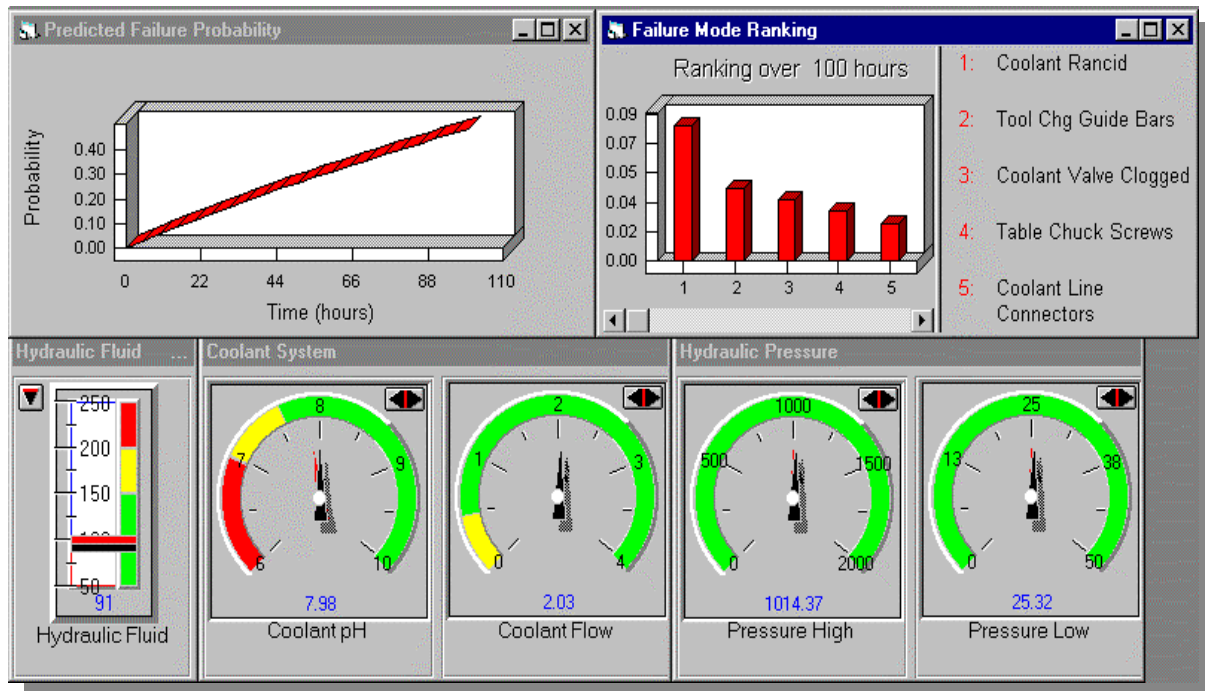 Predicted Failure Probability
Probability
0.40
0.30
0.20
0.10
0.00
0 22 44 66 88 110
Time (hours)
Failure Mode Ranking
Ranking over 100 hours
0.09
0.07
0.05
0.04
0.02
0.00
1 2 3 4 5
1: Coolant Rancid
2: Tool Chg Guide Bars
3: Coolant Valve Clogged
4: Table Chuck Screws
5: Coolant Line
Connectors
Hydraulic Fluid ...
250
200
150
100
50
91
Hydraulic Fluid
Coolant System
6 7 8 9 10
7.98
Coolant pH
0 1 2 3 4
2.03
Coolant Flow
Hydraulic Pressure
0 500 1000 1500 2000
1014.37
Pressure High
0 13 25 38 50
25.32
Pressure Low